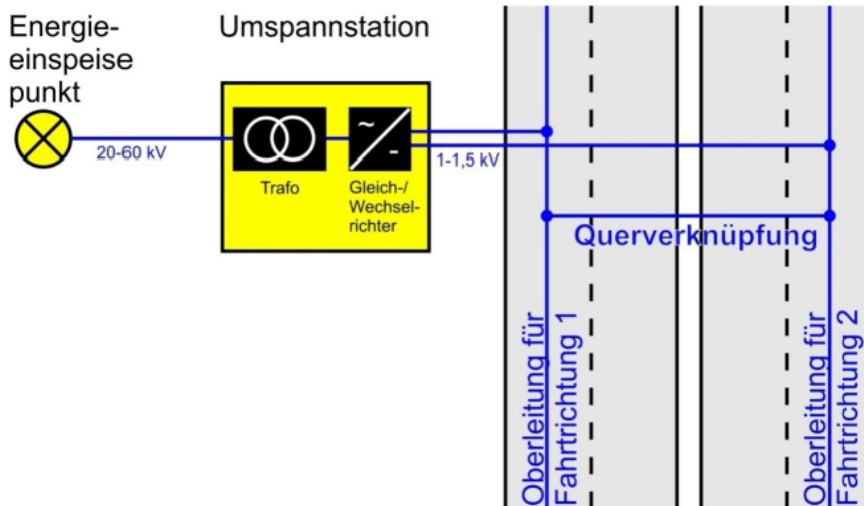 Energie-
einspeise
punkt
Umspannstation
20-60 kV
Trafo
~
-
Gleich-/
Wechsel-
richter
1-1,5 kV
Querverknüpfung
Oberleitung für
Fahrtrichtung 1
Oberleitung für
Fahrtrichtung 2